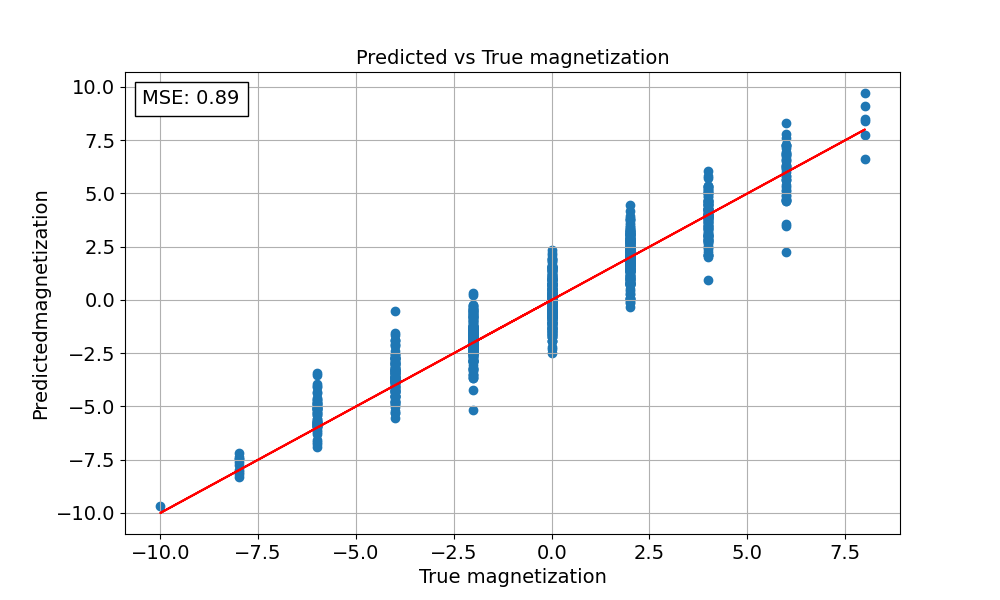 Predicted vs True magnetization
MSE: 0.89
10.0
7.5
5.0
2.5
0.0
−2.5
−5.0
−7.5
−10.0
Predictedmagnetization
−10.0 −7.5 −5.0 −2.5 0.0 2.5 5.0 7.5
True magnetization